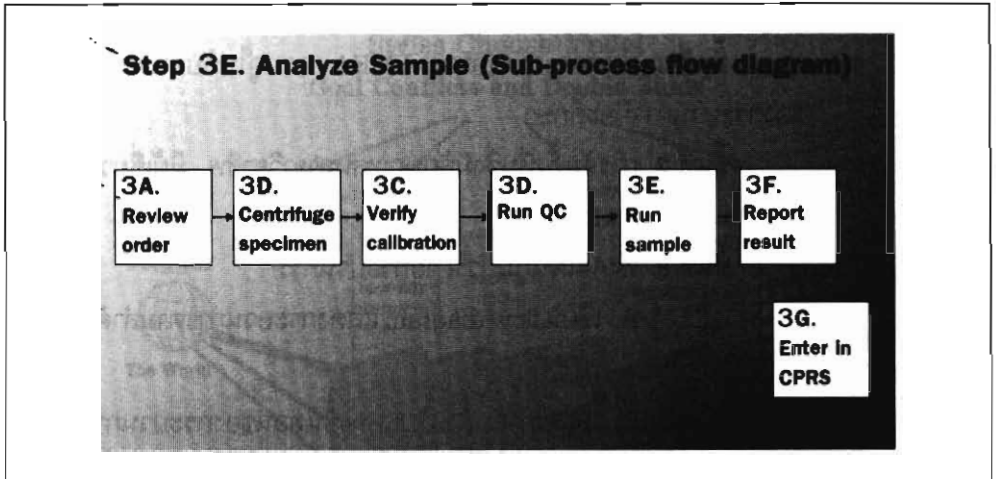 Step 3E. Analyze Sample (Sub-process flow diagram)
3A.
Review
order
3D.
Centrifuge
specimen
3C.
Verify
calibration
3D.
Run QC
3E.
Run
sample
3F.
Report
result
3G.
Enter in
CPRS